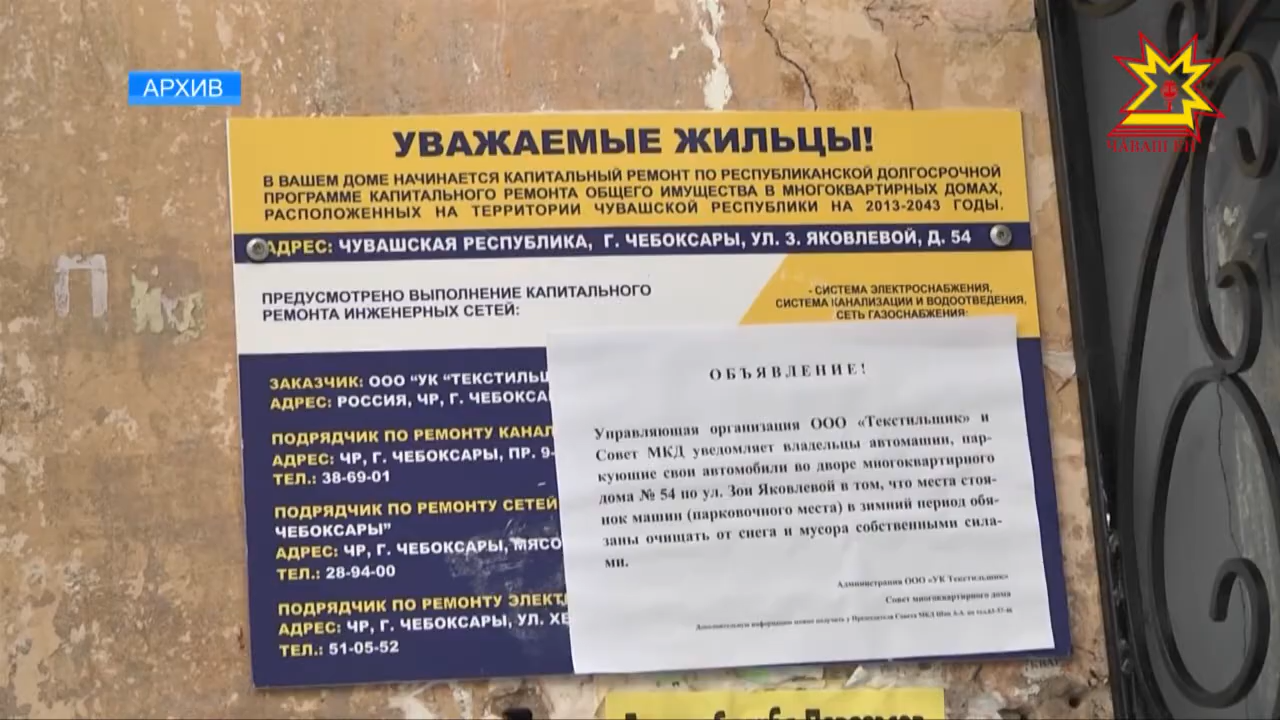 АРХИВ
ЧАВАШ ЕН
УВАЖАЕМЫЕ ЖИЛЬЦЫ!
В ВАШЕМ ДОМЕ НАЧИНАЕТСЯ КАПИТАЛЬНЫЙ РЕМОНТ ПО РЕСПУБЛИКАНСКОЙ ДОЛГОСРОЧНОЙ
ПРОГРАММЕ КАПИТАЛЬНОГО РЕМОНТА ОБЩЕГО ИМУЩЕСТВА В МНОГОКВАРТИРНЫХ ДОМАХ,
РАСПОЛОЖЕННЫХ НА ТЕРРИТОРИИ ЧУВАШСКОЙ РЕСПУБЛИКИ НА 2013-2043 ГОДЫ.
АДРЕС: ЧУВАШСКАЯ РЕСПУБЛИКА, Г. ЧЕБОКСАРЫ, УЛ. З. ЯКОВЛЕВОЙ, Д. 54
ПРЕДУСМОТРЕНО ВЫПОЛНЕНИЕ КАПИТАЛЬНОГО
РЕМОНТА ИНЖЕНЕРНЫХ СЕТЕЙ:
- СИСТЕМА ЭЛЕКТРОСНАБЖЕНИЯ,
СИСТЕМА КАНАЛИЗАЦИИ И ВОДООТВЕДЕНИЯ,
СЕТЬ ГАЗОСНАБЖЕНИЯ:
ЗАКАЗЧИК: ООО "УК "ТЕКСТИЛЬЩ
АДРЕС: РОССИЯ, ЧР, Г. ЧЕБОКСА
ПОДРЯДЧИК ПО РЕМОНТУ КАНАЛ
АДРЕС: ЧР, Г. ЧЕБОКСАРЫ, ПР. 9-
ТЕЛ.: 38-69-01
ПОДРЯДЧИК ПО РЕМОНТУ СЕТЕЙ
ЧЕБОКСАРЫ"
АДРЕС: ЧР, Г. ЧЕБОКСАРЫ, МЯСО
ТЕЛ.: 28-94-00
ПОДРЯДЧИК ПО РЕМОНТУ ЭЛЕКТ
АДРЕС: ЧР, Г. ЧЕБОКСАРЫ, УЛ. ХЕ
ТЕЛ.: 51-05-52
ОБЪЯВЛЕНИЕ!
Управляющая организация ООО «Текстильщик» и
Совет МКД уведомляет владельцы автомашин, пар-
кующие свои автомобили во дворе многоквартирного
дома № 54 по ул. Зои Яковлевой в том, что места стоя-
нок машин (парковочного места) в зимний период обя-
заны очищать от снега и мусора собственными сила-
ми.
Администрация ООО «УК Текстильщик»
Совет многоквартирного дома
Дополнительную информацию можно получить у Председателя Совета МКД